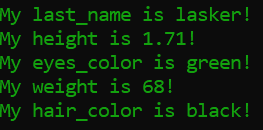 My last_name is lasker!
My height is 1.71!
My eyes_color is green!
My weight is 68!
My hair_color is black!